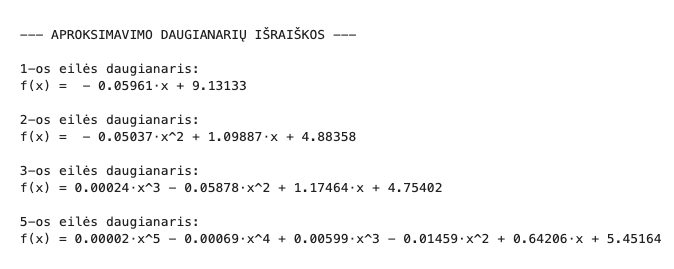 ––– APROKSIMAVIMO DAUGIANARIŲ IŠRAIŠKOS –––
1–os eilės daugianaris:
f(x) =  – 0.05961·x + 9.13133
2–os eilės daugianaris:
f(x) =  – 0.05037·x^2 + 1.09887·x + 4.88358
3–os eilės daugianaris:
f(x) = 0.00024·x^3 – 0.05878·x^2 + 1.17464·x + 4.75402
5–os eilės daugianaris:
f(x) = 0.00002·x^5 – 0.00069·x^4 + 0.00599·x^3 – 0.01459·x^2 + 0.64206·x + 5.45164